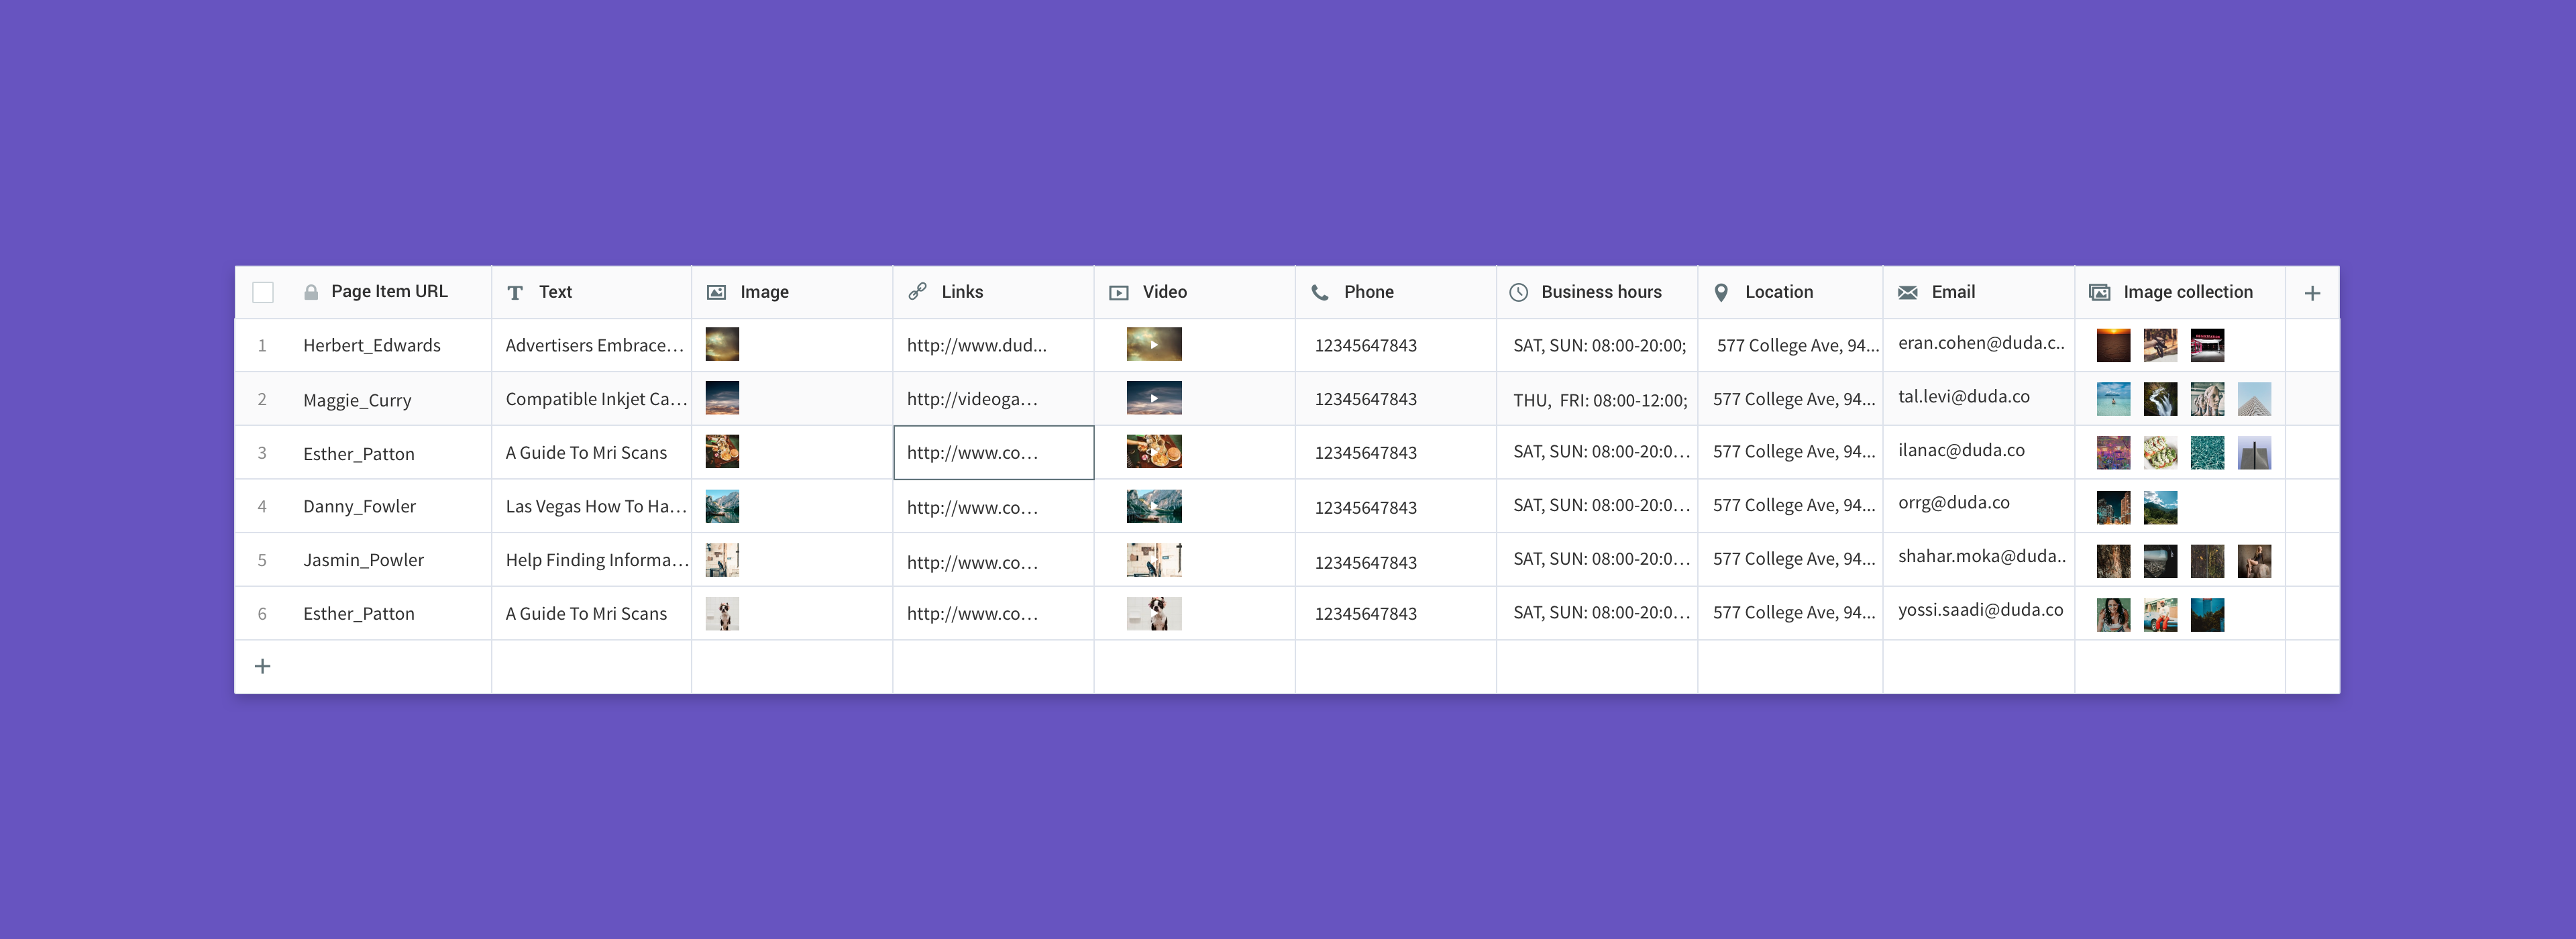 Page Item URL Text Image Links Video Phone Business hours Location Email Image collection
1 Herbert_Edwards Advertisers Embrace... http://www.dud... 12345647843 SAT, SUN: 08:00-20:00; 577 College Ave, 94... eran.cohen@duda.c..
2 Maggie_Curry Compatible Inkjet Ca... http://videoga... 12345647843 THU, FRI: 08:00-12:00; 577 College Ave, 94... tal.levi@duda.co
3 Esther_Patton A Guide To Mri Scans http://www.co... 12345647843 SAT, SUN: 08:00-20:0... 577 College Ave, 94... ilanac@duda.co
4 Danny_Fowler Las Vegas How To Ha... http://www.co... 12345647843 SAT, SUN: 08:00-20:0... 577 College Ave, 94... orrg@duda.co
5 Jasmin_Powler Help Finding Informa... http://www.co... 12345647843 SAT, SUN: 08:00-20:0... 577 College Ave, 94... shahar.moka@duda..
6 Esther_Patton A Guide To Mri Scans http://www.co... 12345647843 SAT, SUN: 08:00-20:0... 577 College Ave, 94... yossi.saadi@duda.co